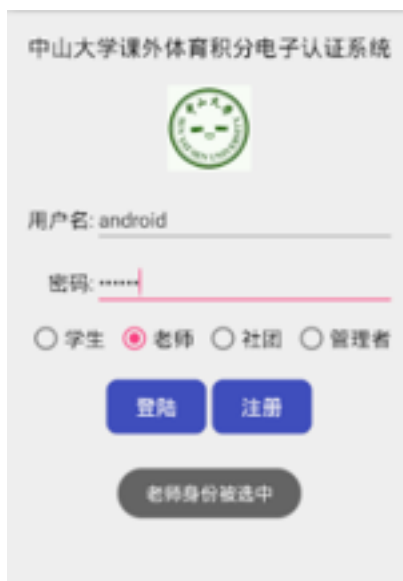 中山大学课外体育积分电子认证系统
用户名: android
密码: ······
学生 老师 社团 管理者
登陆 注册
老师身份被选中